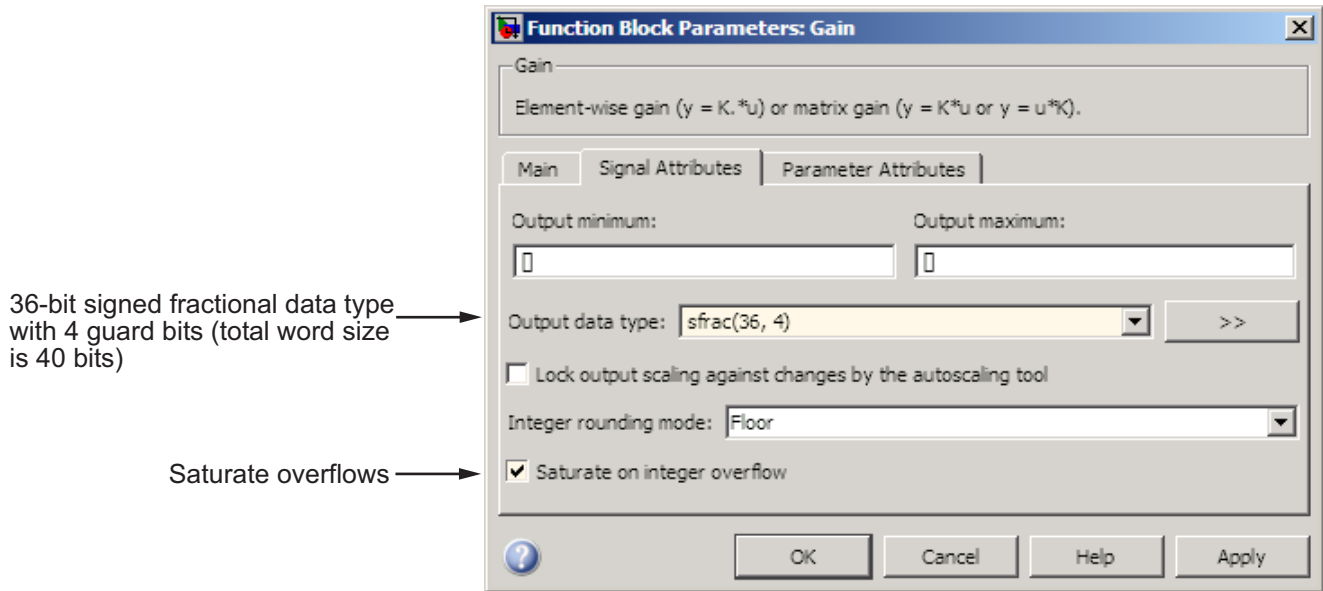 Function Block Parameters: Gain
Gain
Element-wise gain (y = K.*u) or matrix gain (y = K*u or y = u*K).
Main
Signal Attributes
Parameter Attributes
Output minimum:
Output maximum:
[]
[]
36-bit signed fractional data type
with 4 guard bits (total word size
is 40 bits)
Output data type:
sfrac(36, 4)
>>
Lock output scaling against changes by the autoscaling tool
Integer rounding mode:
Floor
Saturate overflows
Saturate on integer overflow
?
OK
Cancel
Help
Apply